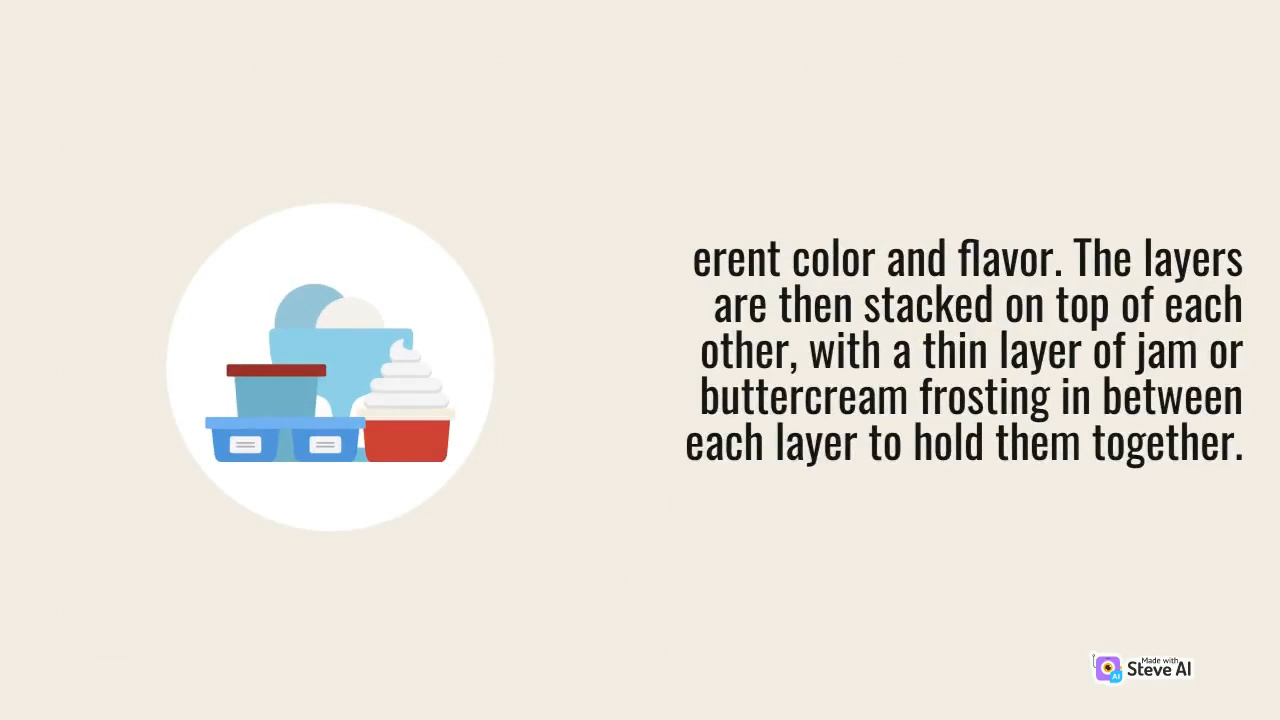 erent color and flavor. The layers
are then stacked on top of each
other, with a thin layer of jam or
buttercream frosting in between
each layer to hold them together.
Made with
Steve AI
AI